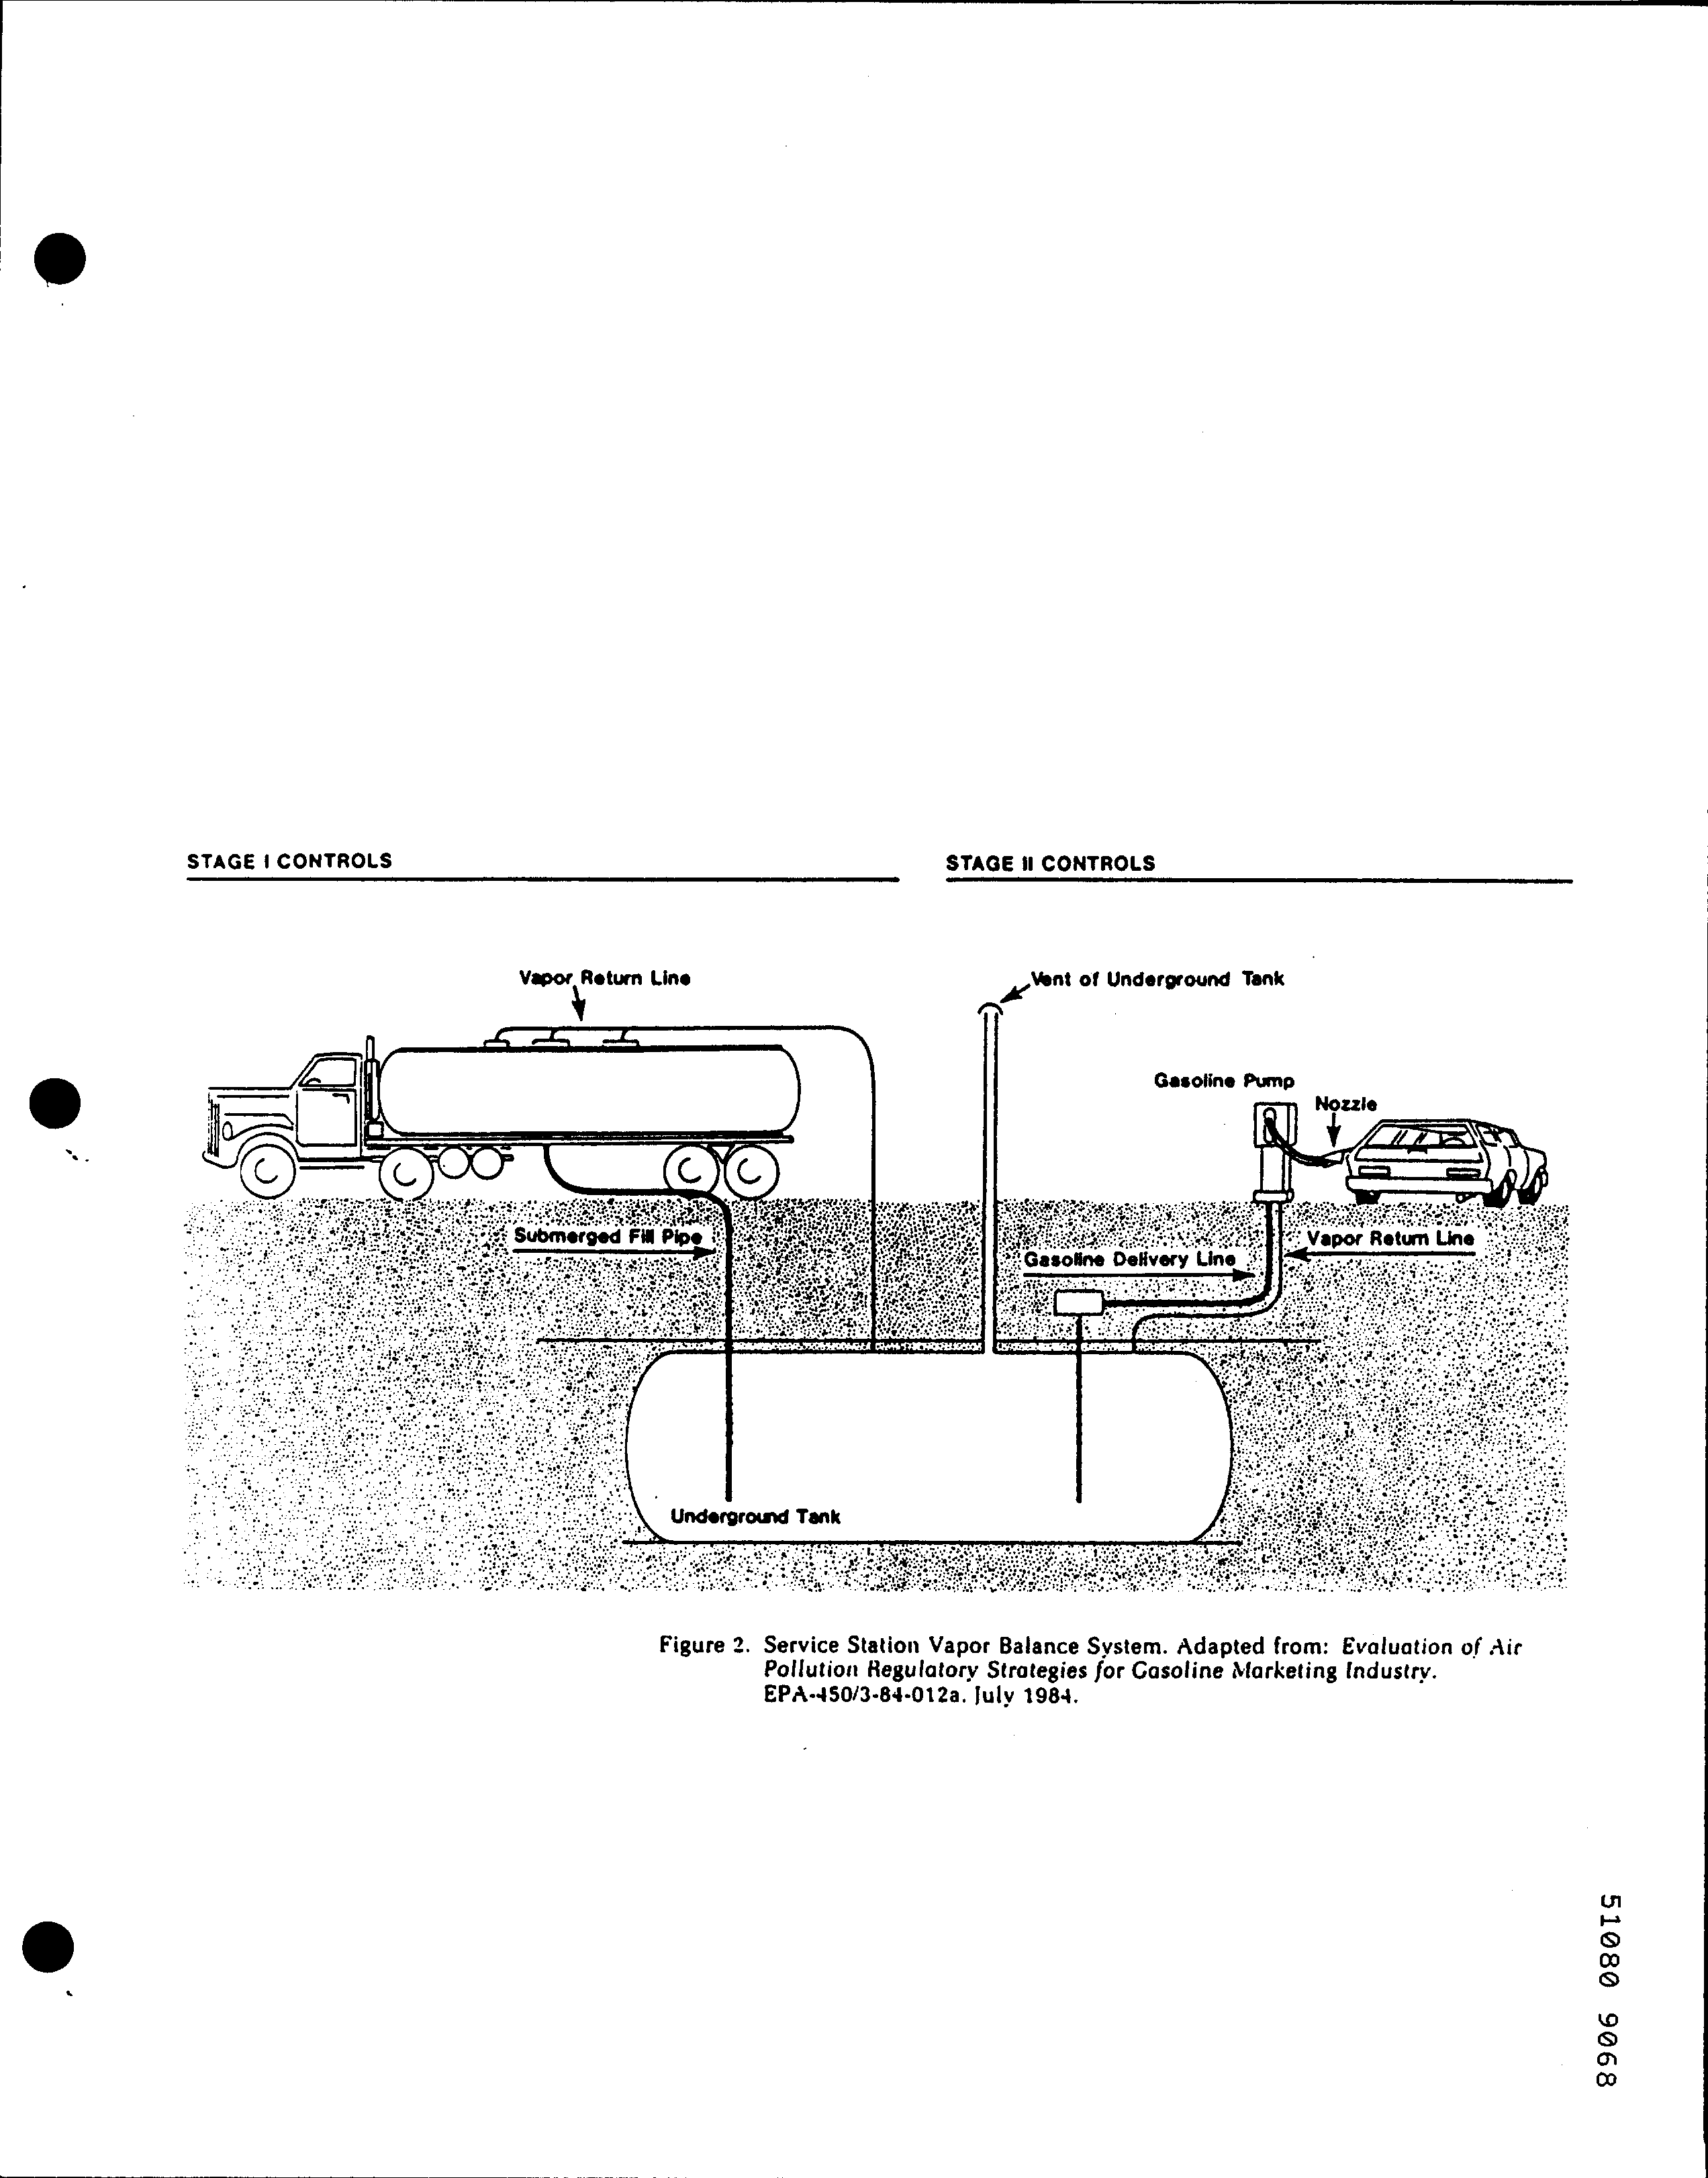 STAGE I CONTROLS
STAGE II CONTROLS
Vapor Return Line
Vent of Underground Tank
Gasoline Pump
Nozzle
Submerged Fill Pipe
Gasoline Delivery Line
Vapor Return Line
Underground Tank
Figure 2. Service Station Vapor Balance System. Adapted from: Evaluation of Air
Pollution Regulatory Strategies for Gasoline Marketing Industry.
EPA-450/3-84-012a. July 1984.
51080 9068